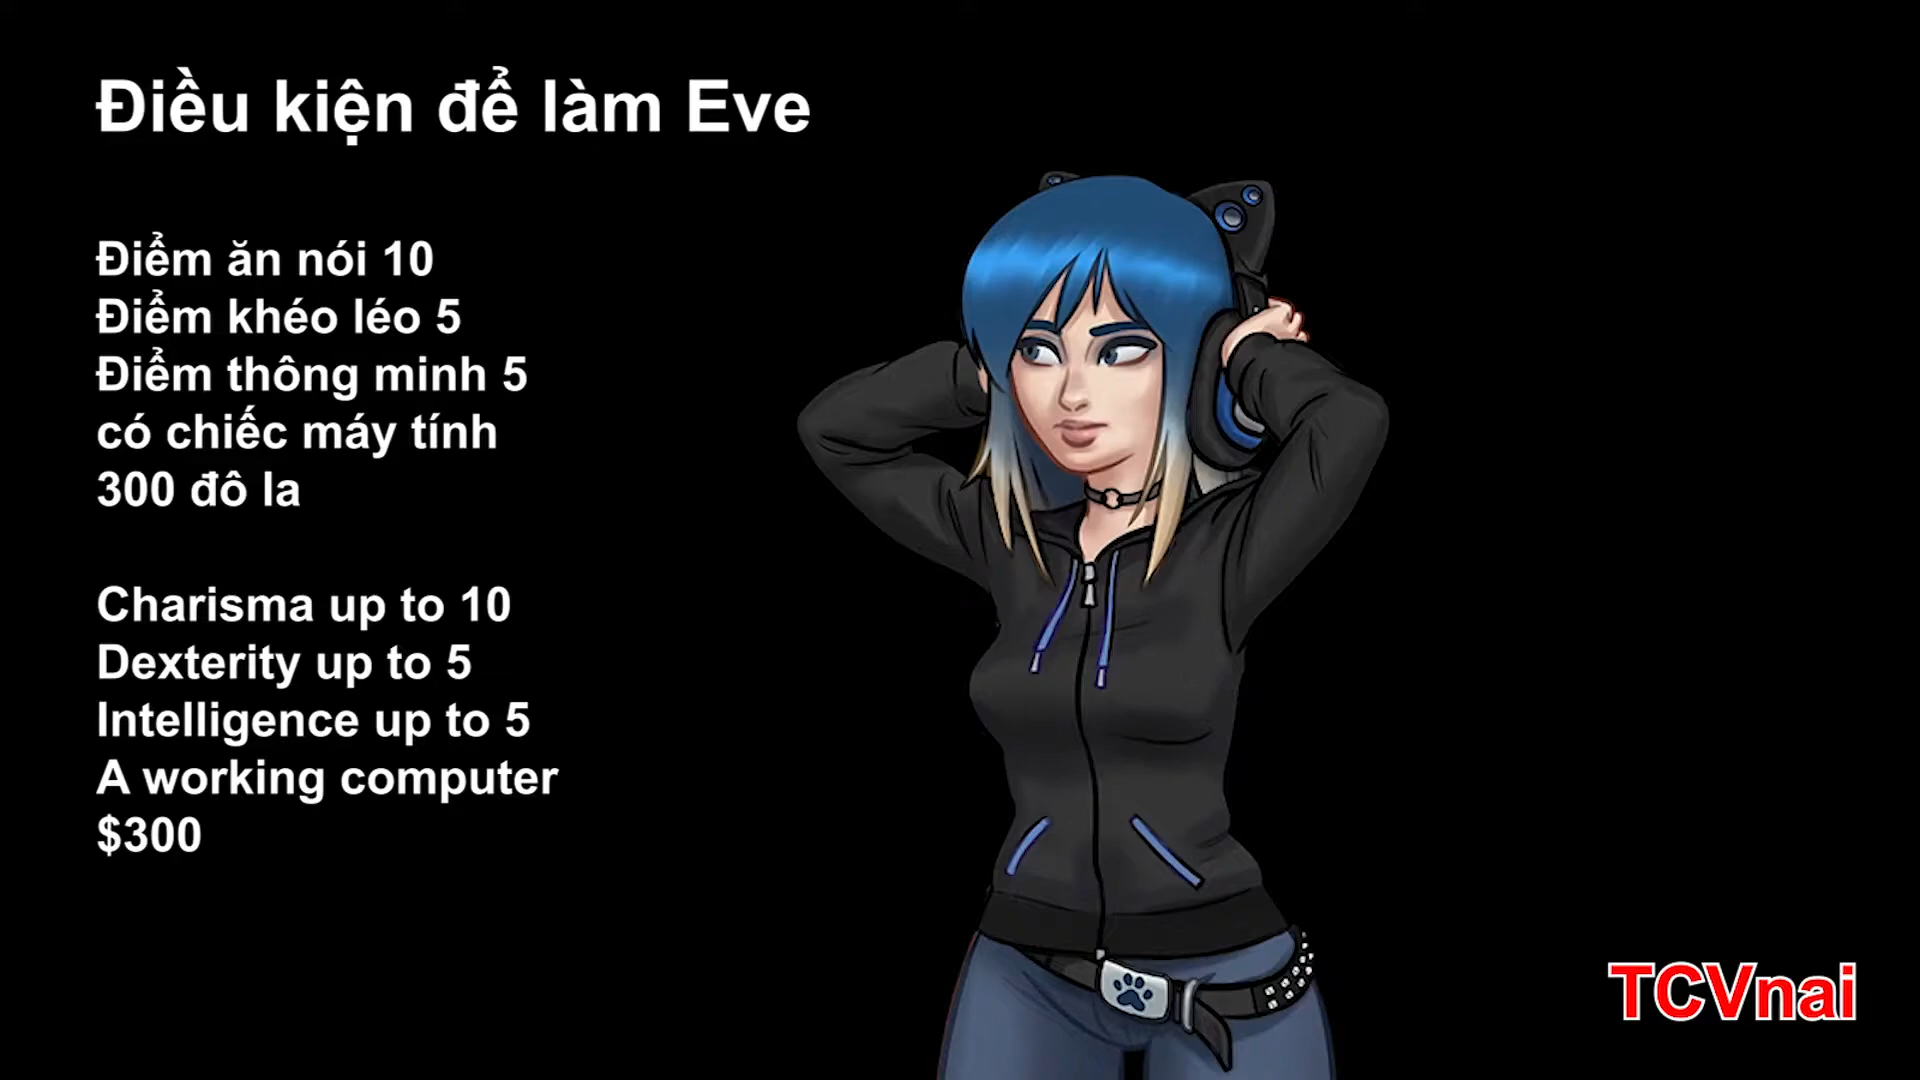 Điều kiện để làm Eve
Điểm ăn nói 10
Điểm khéo léo 5
Điểm thông minh 5
có chiếc máy tính
300 đô la
Charisma up to 10
Dexterity up to 5
Intelligence up to 5
A working computer
$300
TCVnai